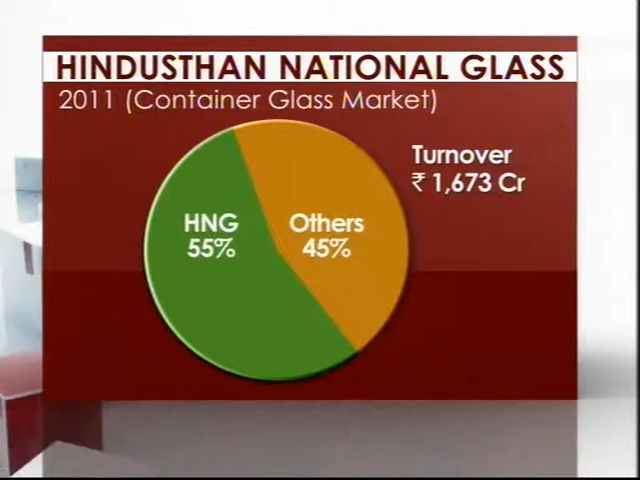 HINDUSTHAN NATIONAL GLASS
2011 (Container Glass Market)
Turnover
₹ 1,673 Cr
HNG
55%
Others
45%